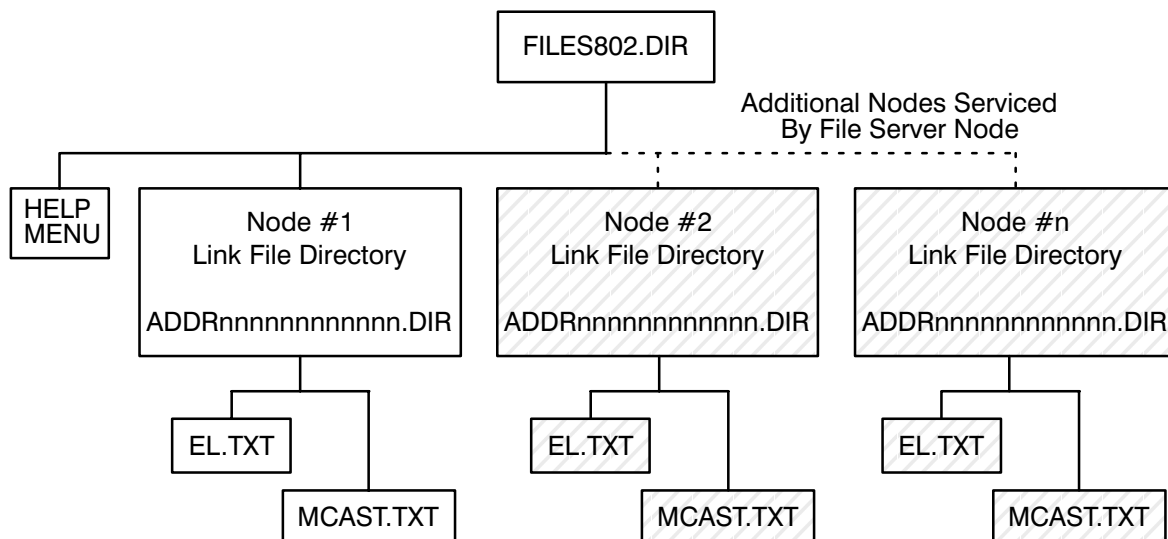 FILES802.DIR
Additional Nodes Serviced
By File Server Node
HELP
MENU
Node #1
Link File Directory
ADDRnnnnnnnnnnnn.DIR
Node #2
Link File Directory
ADDRnnnnnnnnnnnn.DIR
Node #n
Link File Directory
ADDRnnnnnnnnnnnn.DIR
EL.TXT
MCAST.TXT
EL.TXT
MCAST.TXT
EL.TXT
MCAST.TXT